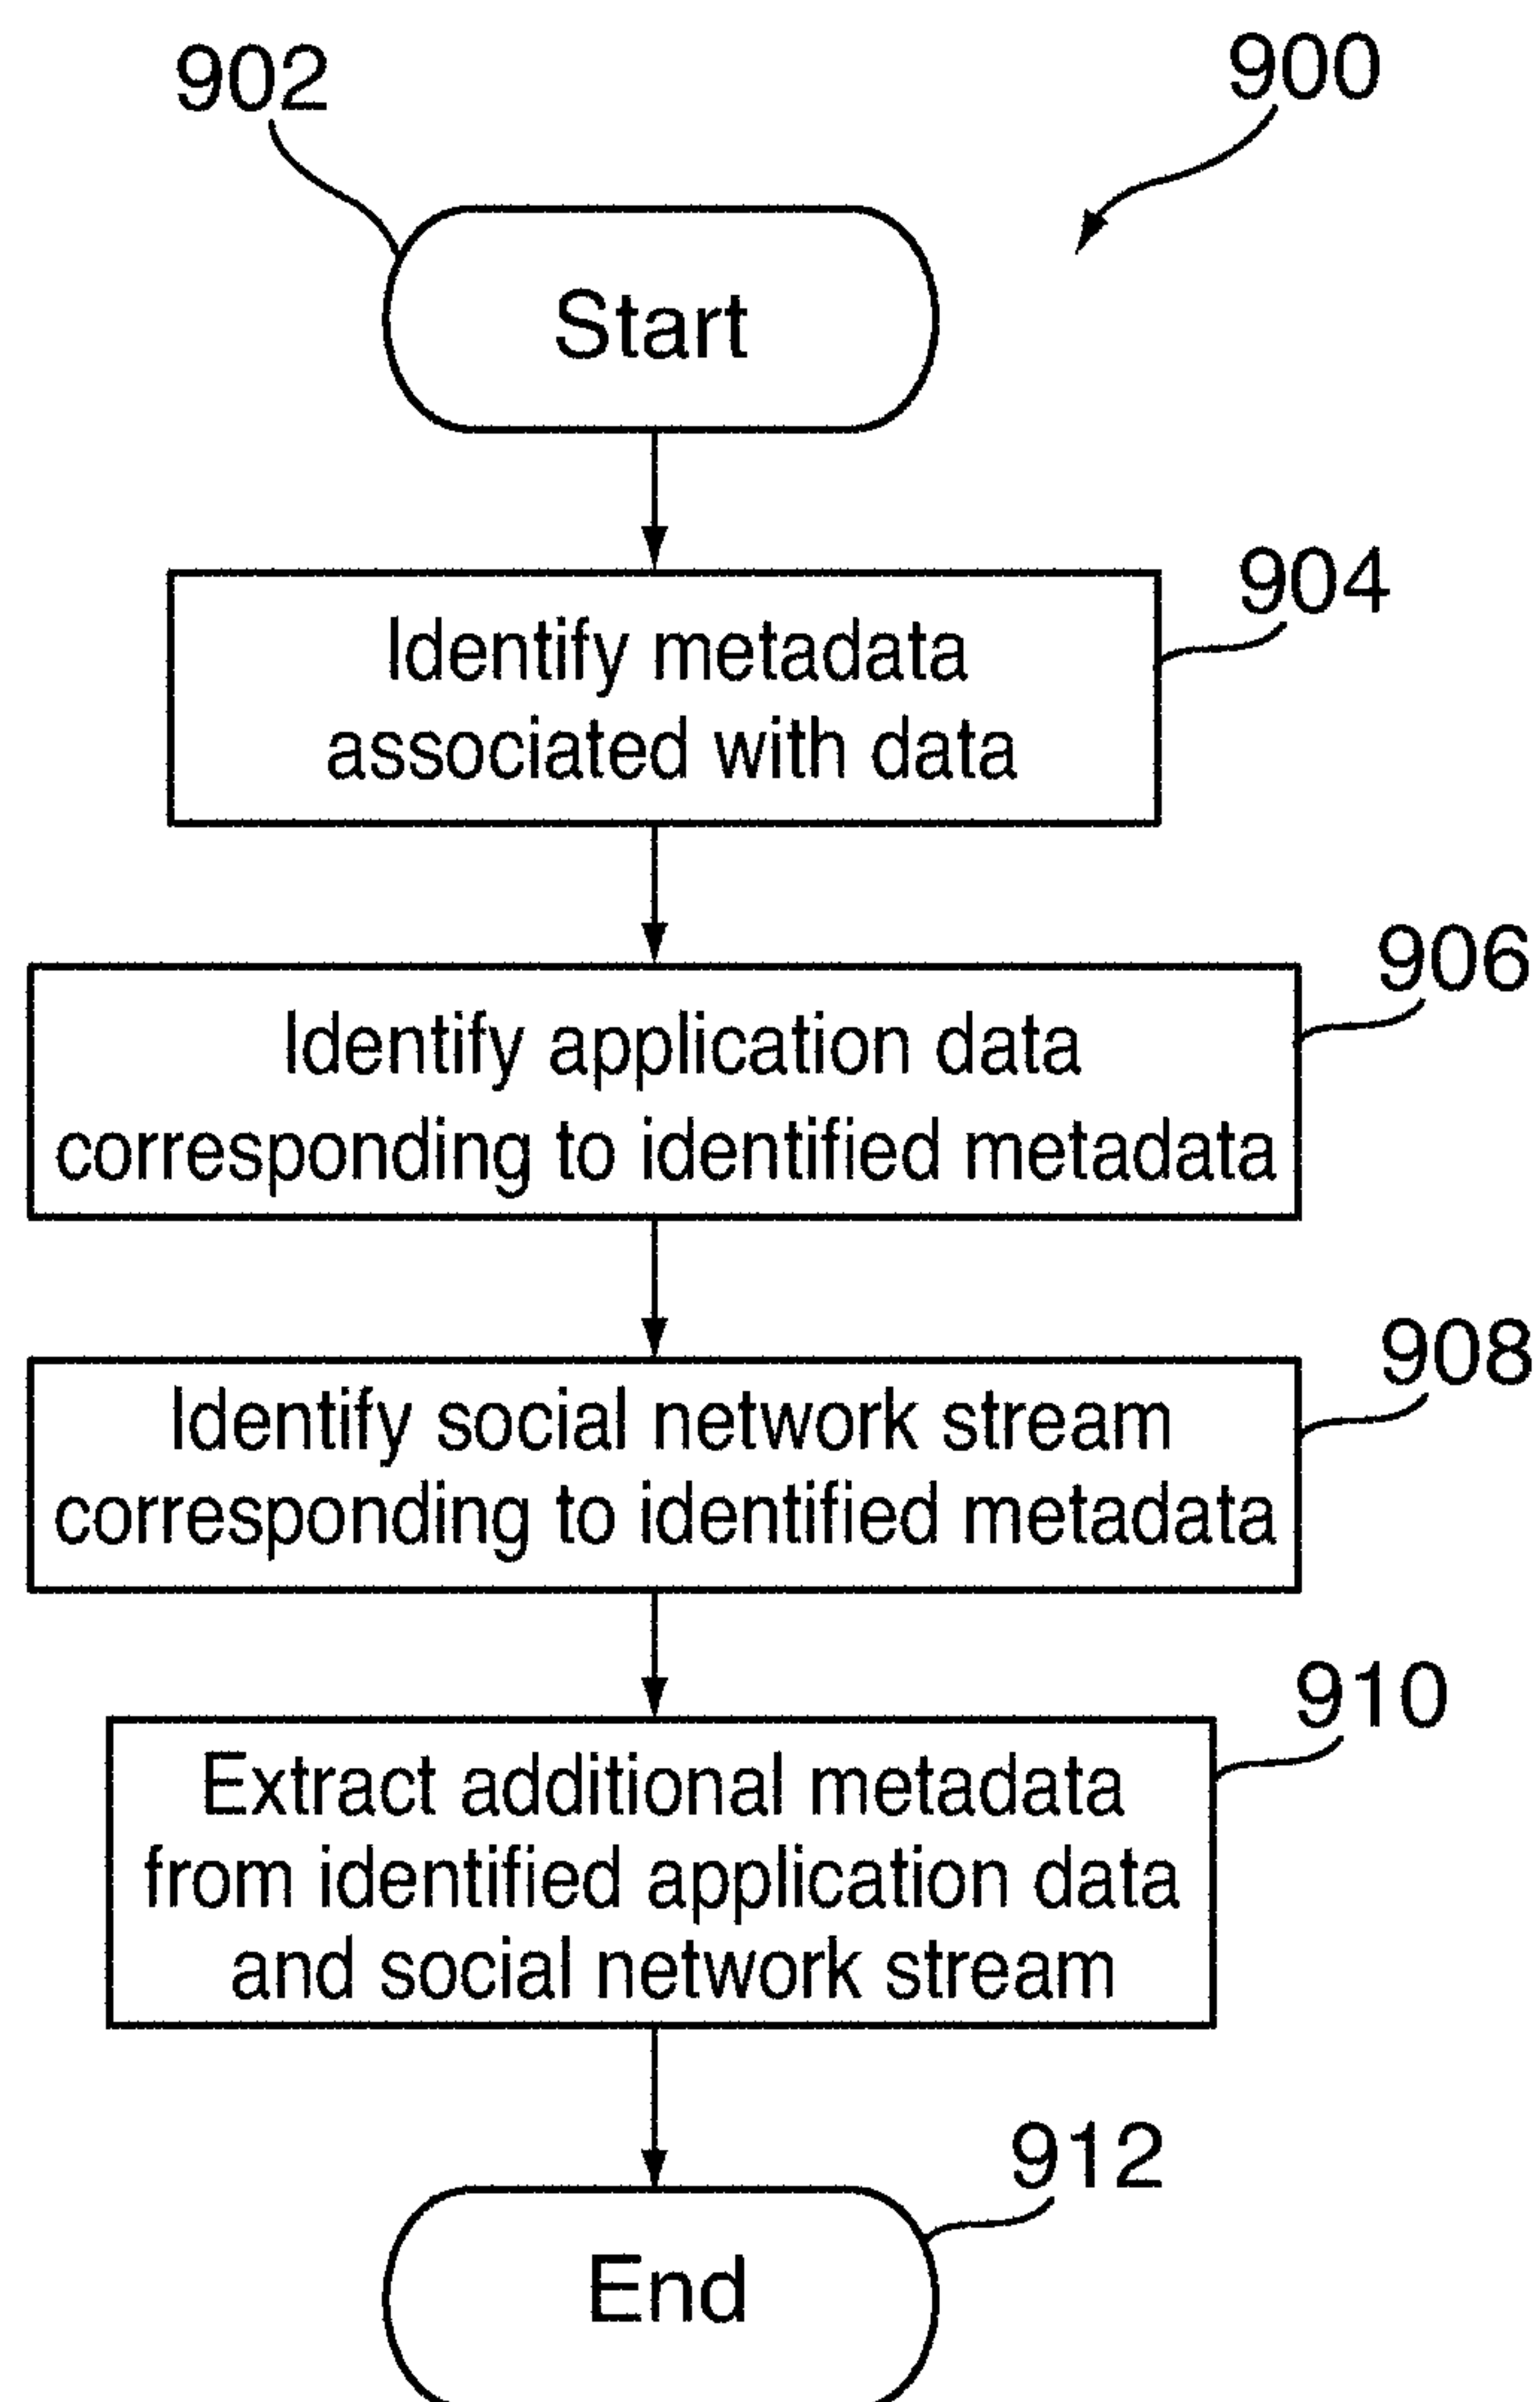 902
900
Start
904
Identify metadata
associated with data
906
Identify application data
corresponding to identified metadata
908
Identify social network stream
corresponding to identified metadata
910
Extract additional metadata
from identified application data
and social network stream
912
End